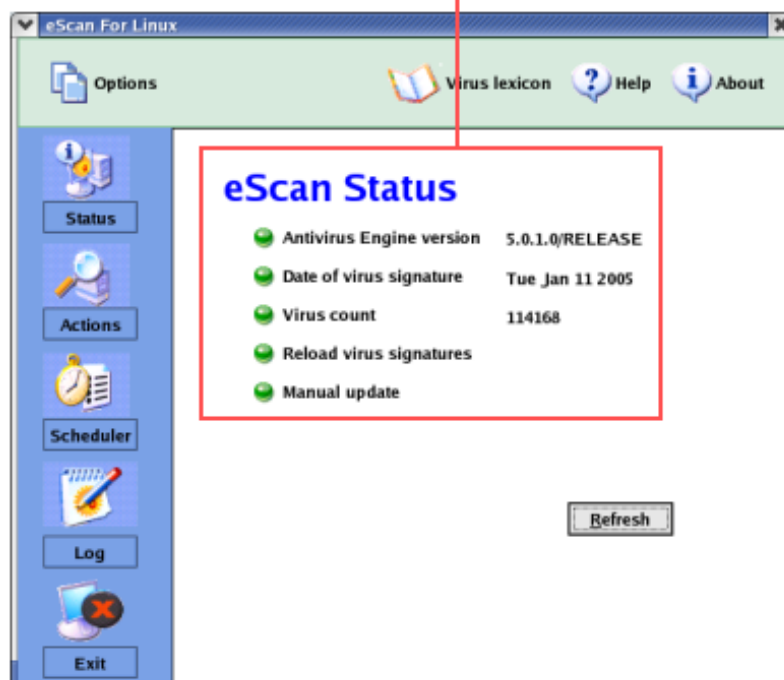 eScan For Linux
Options
Virus lexicon
Help
About
Status
Actions
Scheduler
Log
Exit
eScan Status
Antivirus Engine version 5.0.1.0/RELEASE
Date of virus signature Tue Jan 11 2005
Virus count 114168
Reload virus signatures
Manual update
Refresh